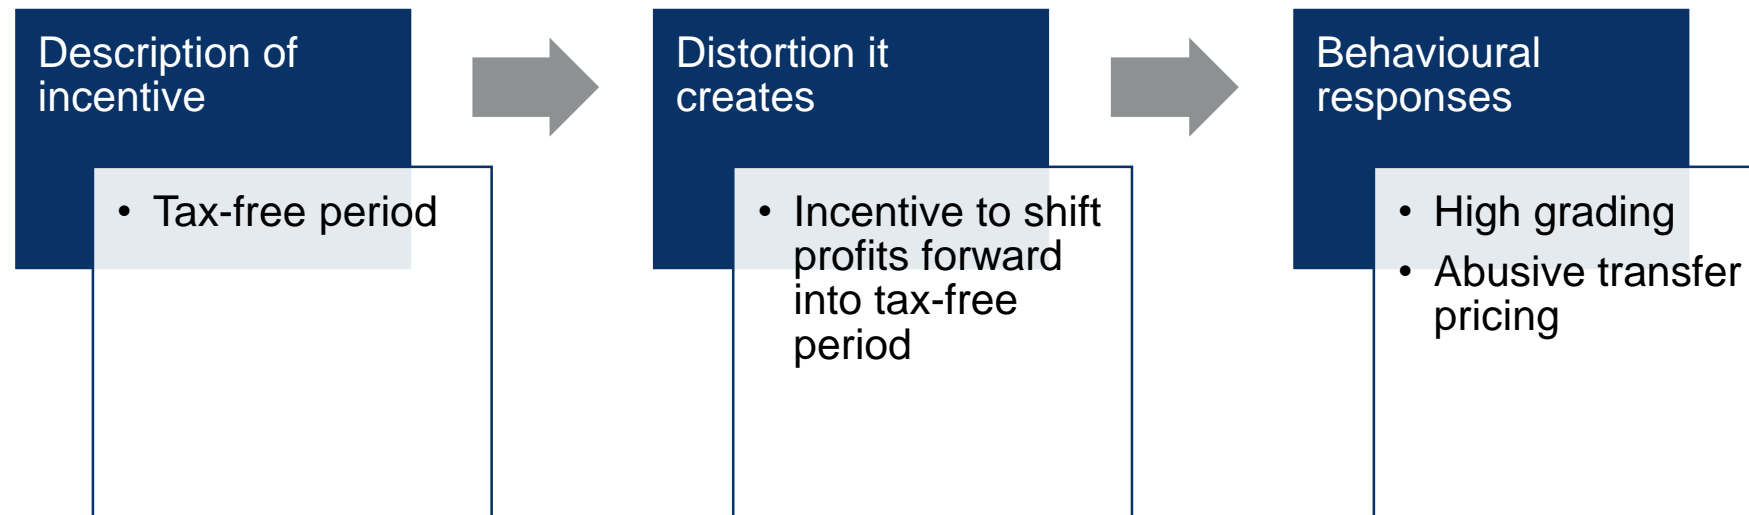 Description of
incentive
• Tax-free period
Distortion it
creates
• Incentive to shift
profits forward
into tax-free
period
Behavioural
responses
• High grading
• Abusive transfer
pricing